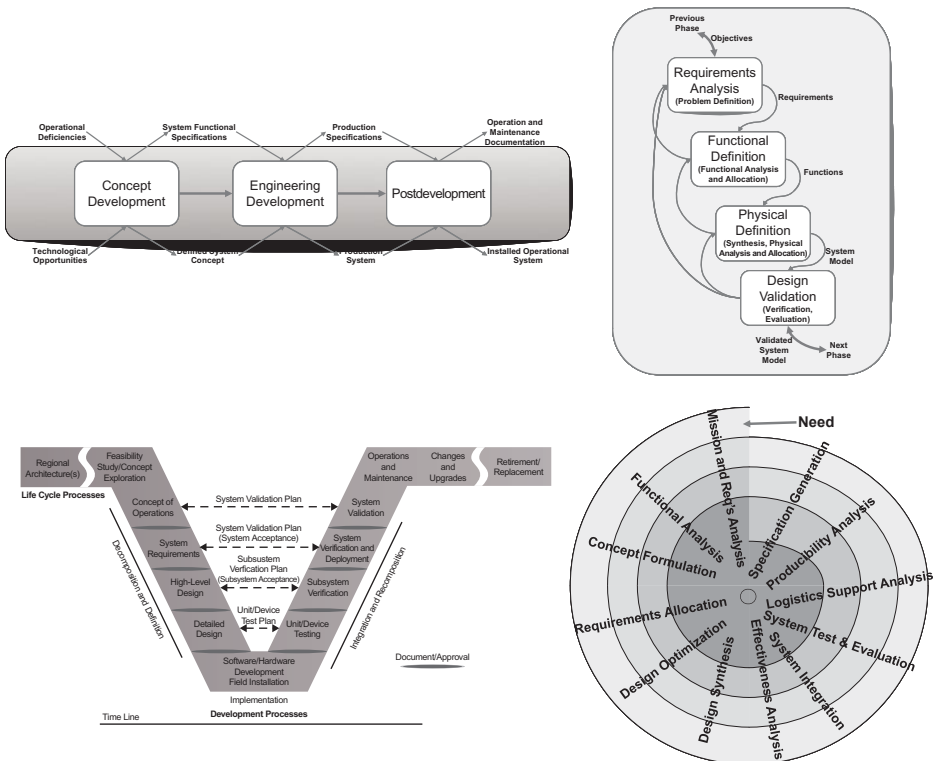 Operational
Deficiencies
System Functional
Specifications
Production
Specifications
Operation and
Maintenance
Documentation
Concept
Development
Engineering
Development
Postdevelopment
Technological
Opportunities
Defined System
Concept
Production
System
Installed Operational
System
Previous
Phase
Objectives
Requirements
Analysis
(Problem Definition)
Requirements
Functional
Definition
(Functional Analysis
and Allocation)
Functions
Physical
Definition
(Synthesis, Physical
Analysis and Allocation)
System
Model
Design
Validation
(Verification,
Evaluation)
Validated
System
Model
Next
Phase
Regional
Architecture(s)
Feasibility
Study/Concept
Exploration
Operations
and
Maintenance
Changes
and
Upgrades
Retirement/
Replacement
Life Cycle Processes
Concept of
Operations
System Validation Plan
System
Validation
System
Requirements
System Validation Plan
(System Acceptance)
System
Verification and
Deployment
High-Level
Design
Subsustem
Verfication Plan
(Subsystem Acceptance)
Subsystem
Verification
Detailed
Design
Unit/Device
Test Plan
Unit/Device
Testing
Decomposition and Definition
Integration and Recomposition
Software/Hardware
Development
Field Installation
Document/Approval
Implementation
Development Processes
Time Line
Need
Mission and Req's Analysis
Specification Generation
Producibility Analysis
Logistics Support Analysis
System Test & Evaluation
System Integration
Effectiveness Analysis
Design Synthesis
Design Optimization
Requirements Allocation
Concept Formulation
Functional Analysis